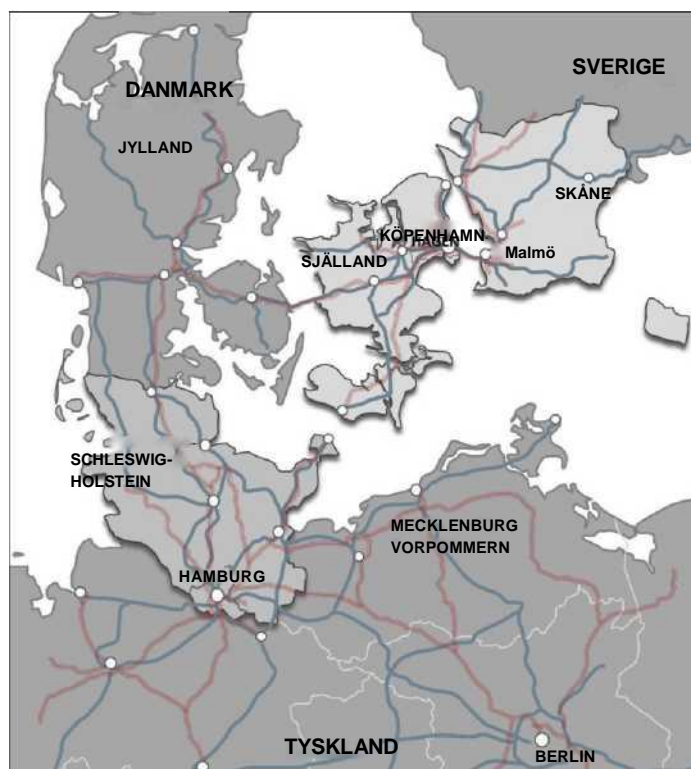 SVERIGE
DANMARK
JYLLAND
SKÅNE
KÖPENHAMN
SJÄLLAND
Malmö
SCHLESWIG-
HOLSTEIN
MECKLENBURG
VORPOMMERN
HAMBURG
TYSKLAND
BERLIN